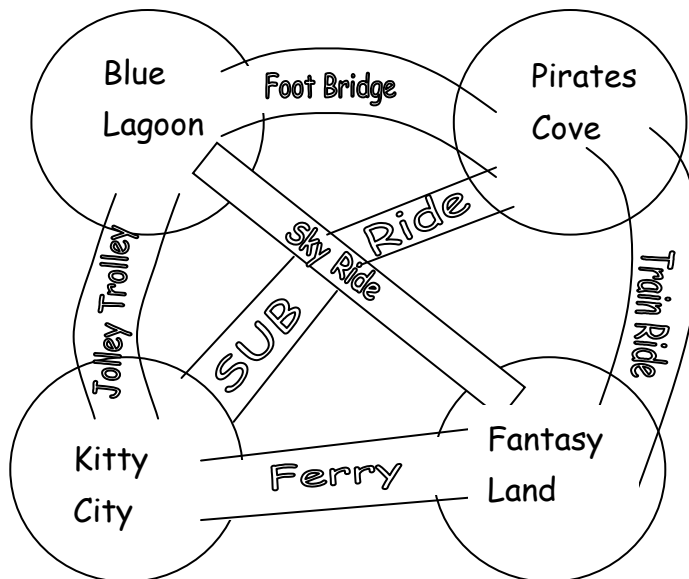 Blue
Lagoon
Foot Bridge
Pirates
Cove
Sky Ride
SUB Ride
Jolley Trolley
Train Ride
Kitty
City
Ferry
Fantasy
Land